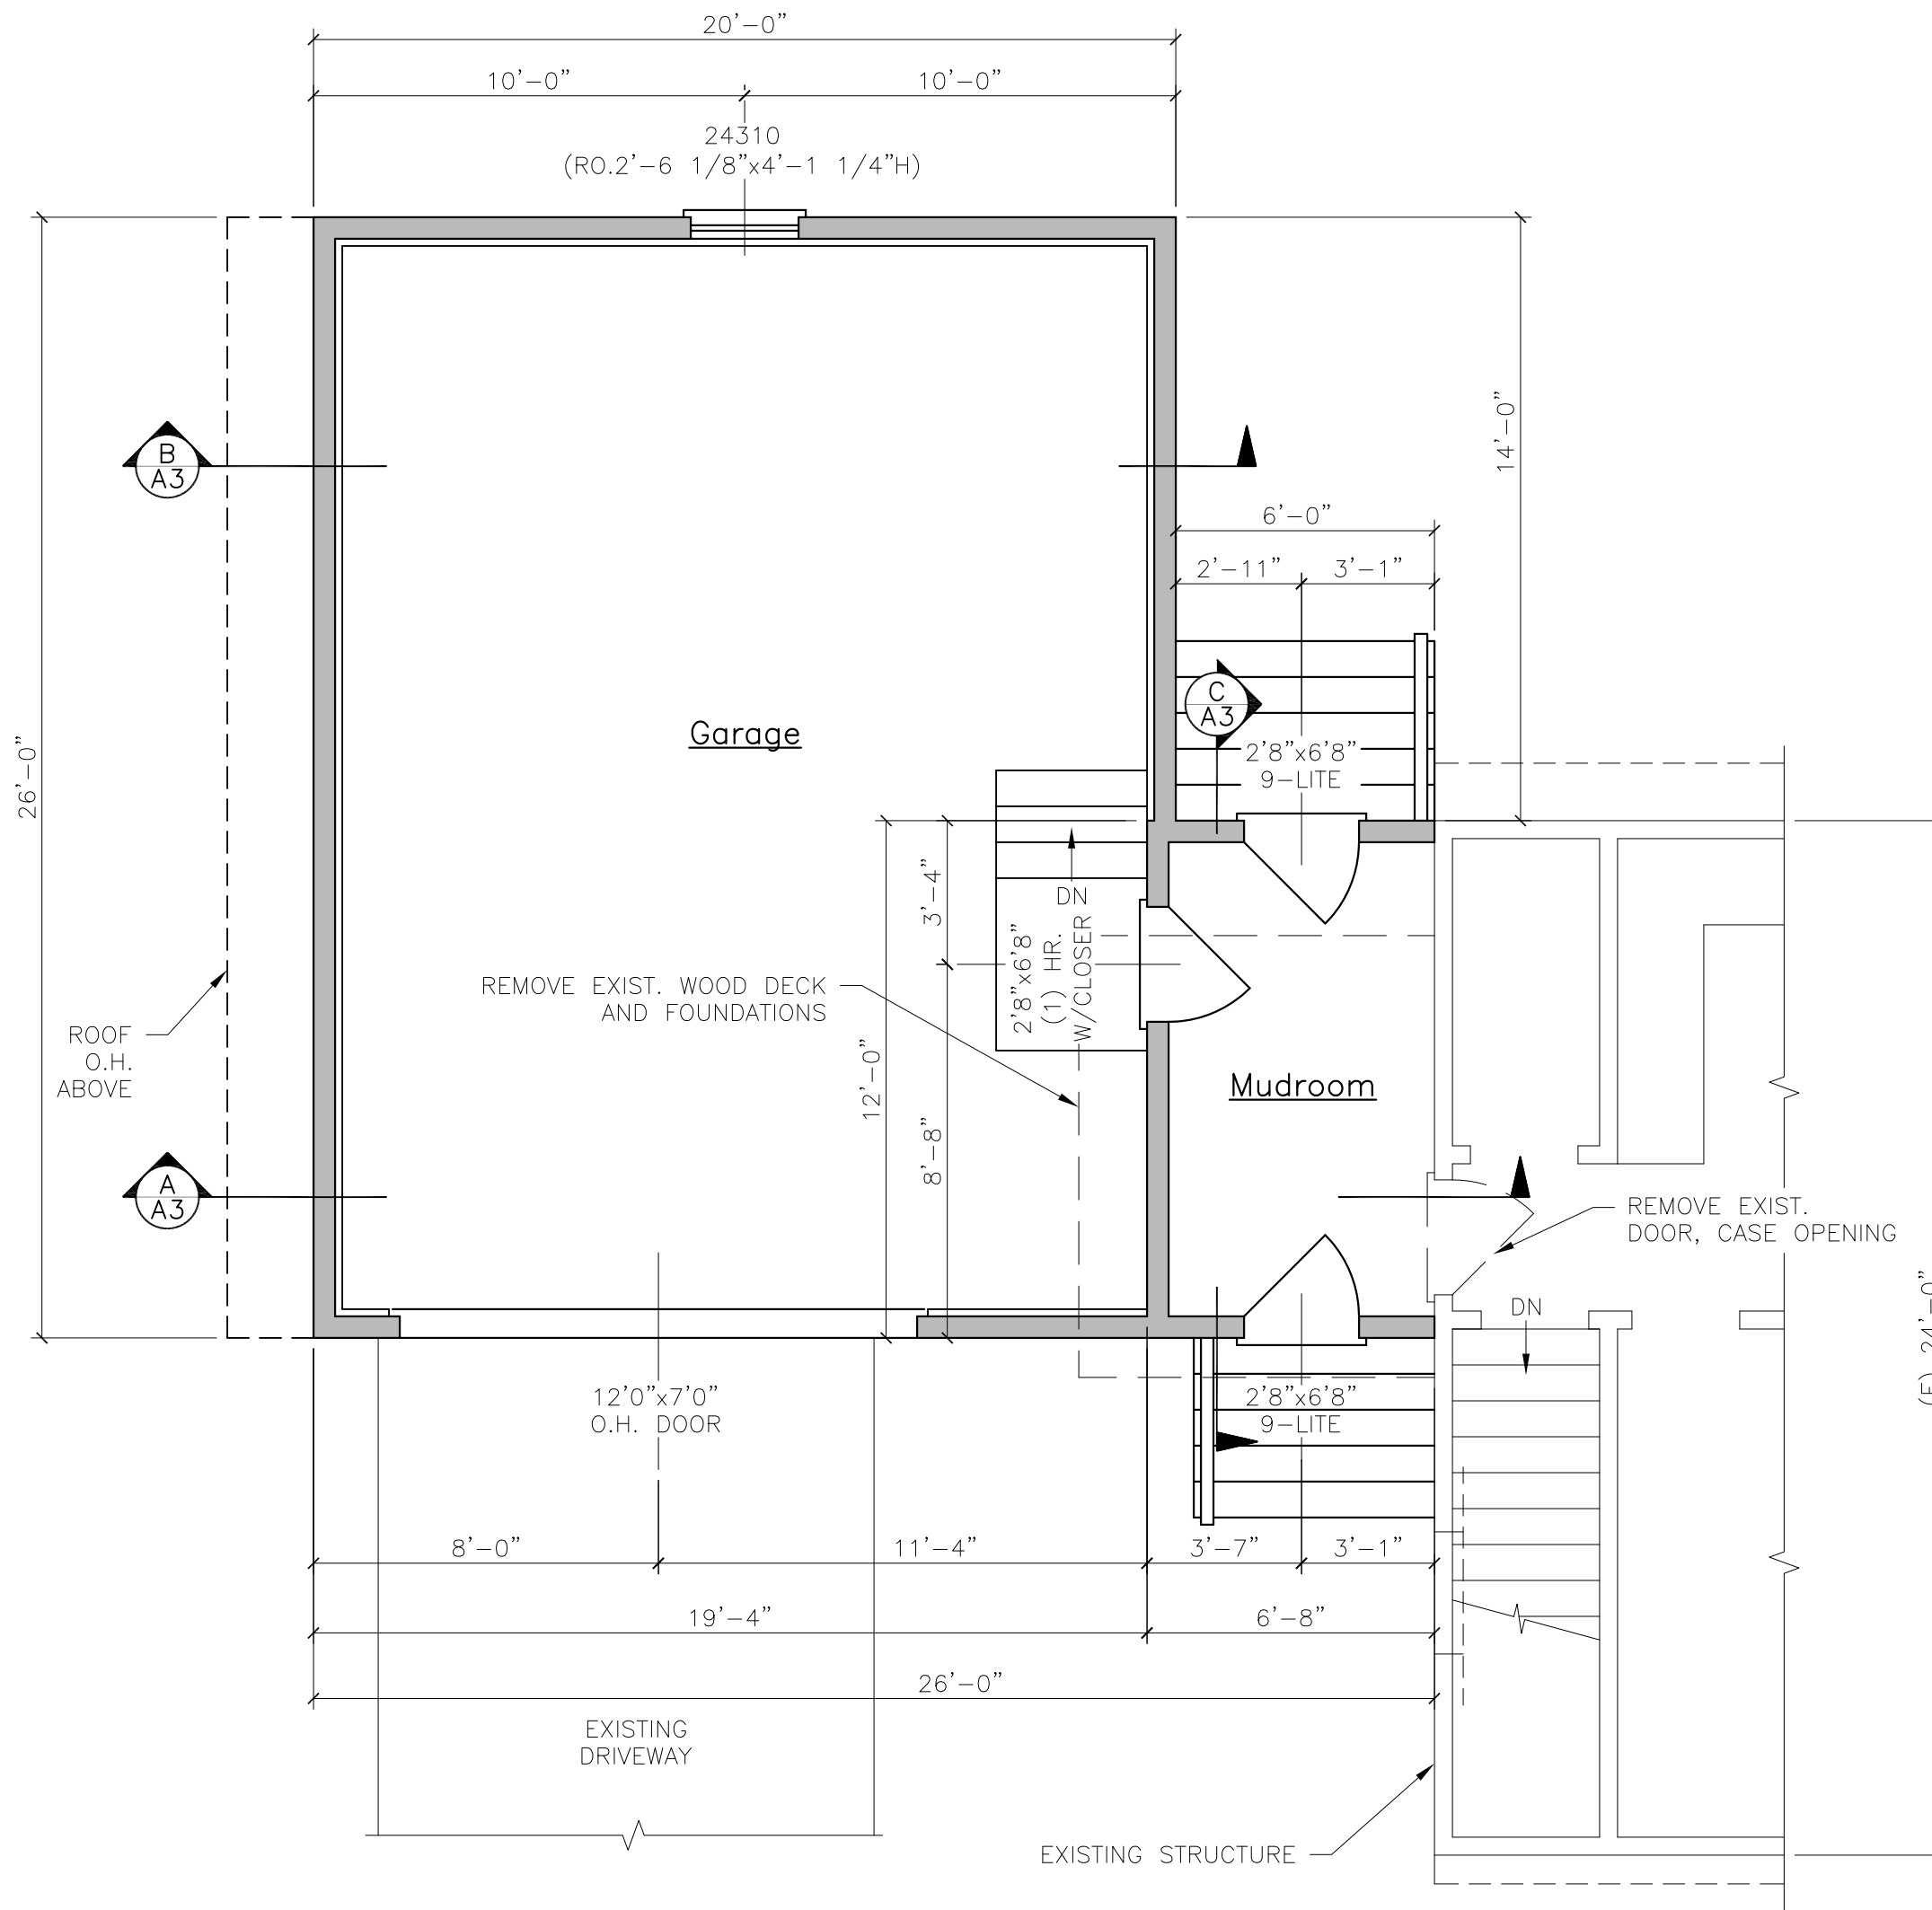 20'-0"
10'-0"
10'-0"
24310
(RO.2'-6 1/8"x4'-1 1/4"H)
B
A3
14'-0"
6'-0"
2'-11"
3'-1"
C
A3
2'8"x6'8"
9-LITE
Garage
26'-0"
3'-4"
DN
2'8"x6'8"
(1) HR.
W/CLOSER
REMOVE EXIST. WOOD DECK
AND FOUNDATIONS
ROOF
O.H.
ABOVE
12'-0"
8'-8"
Mudroom
A
A3
REMOVE EXIST.
DOOR, CASE OPENING
DN
(E) 24'-0"
12'0"x7'0"
O.H. DOOR
2'8"x6'8"
9-LITE
8'-0"
11'-4"
3'-7"
3'-1"
19'-4"
6'-8"
26'-0"
EXISTING
DRIVEWAY
EXISTING STRUCTURE